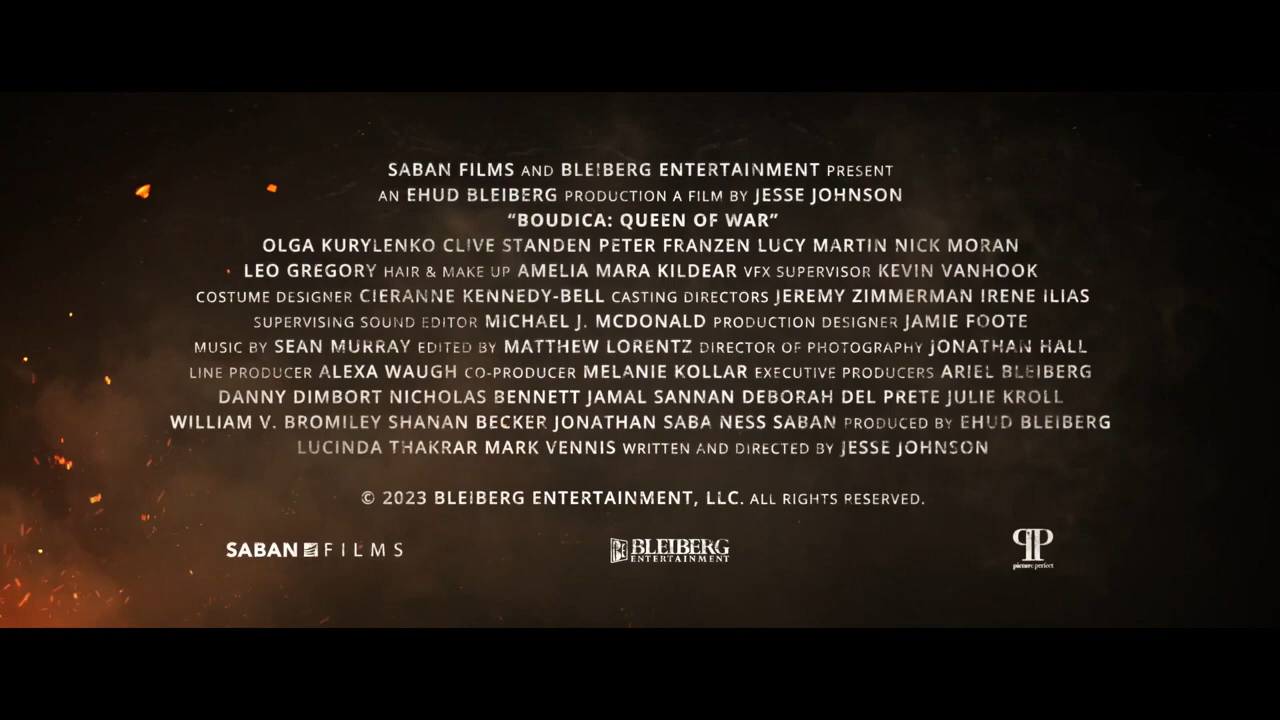 SABAN FILMS AND BLEIBERG ENTERTAINMENT PRESENT
AN EHUD BLEIBERG PRODUCTION A FILM BY JESSE JOHNSON
“BOUDICA: QUEEN OF WAR”
OLGA KURYLENKO CLIVE STANDEN PETER FRANZEN LUCY MARTIN NICK MORAN
LEO GREGORY HAIR & MAKE UP AMELIA MARA KILDEAR VFX SUPERVISOR KEVIN VANHOOK
COSTUME DESIGNER CIERANNE KENNEDY-BELL CASTING DIRECTORS JEREMY ZIMMERMAN IRENE ILIAS
SUPERVISING SOUND EDITOR MICHAEL J. MCDONALD PRODUCTION DESIGNER JAMIE FOOTE
MUSIC BY SEAN MURRAY EDITED BY MATTHEW LORENTZ DIRECTOR OF PHOTOGRAPHY JONATHAN HALL
LINE PRODUCER ALEXA WAUGH CO-PRODUCER MELANIE KOLLAR EXECUTIVE PRODUCERS ARIEL BLEIBERG
DANNY DIMBORT NICHOLAS BENNETT JAMAL SANNAN DEBORAH DEL PRETE JULIE KROLL
WILLIAM V. BROMILEY SHANAN BECKER JONATHAN SABA NESS SABAN PRODUCED BY EHUD BLEIBERG
LUCINDA THAKRAR MARK VENNIS WRITTEN AND DIRECTED BY JESSE JOHNSON
© 2023 BLEIBERG ENTERTAINMENT, LLC. ALL RIGHTS RESERVED.
SABAN FILMS
BE BLEIBERG
ENTERTAINMENT
PP
picture perfect